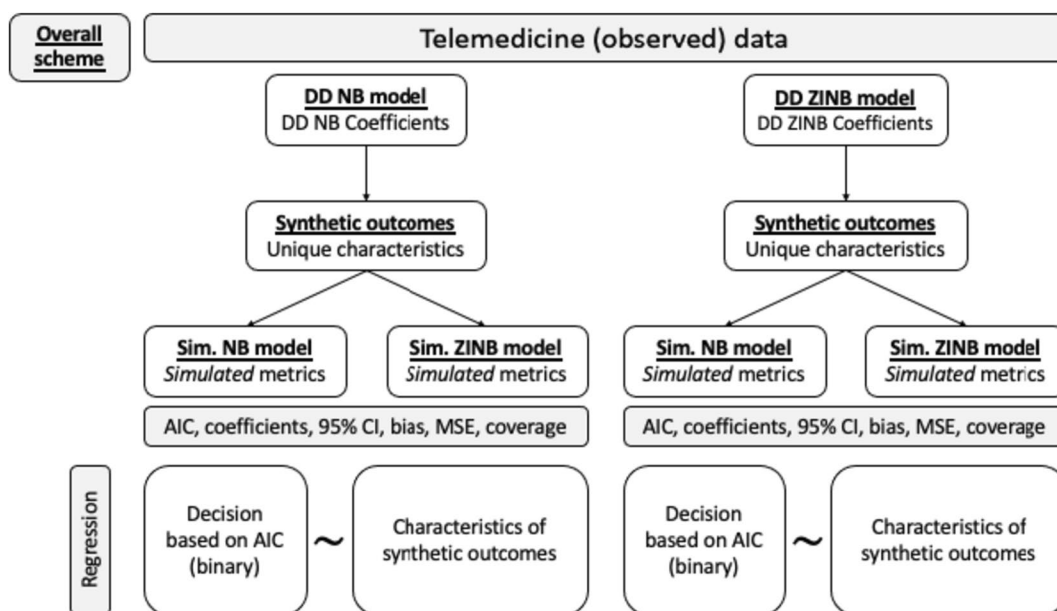 Overall
scheme
Telemedicine (observed) data
DD NB model
DD NB Coefficients
DD ZINB model
DD ZINB Coefficients
Synthetic outcomes
Unique characteristics
Synthetic outcomes
Unique characteristics
Sim. NB model
Simulated metrics
Sim. ZINB model
Simulated metrics
Sim. NB model
Simulated metrics
Sim. ZINB model
Simulated metrics
AIC, coefficients, 95% CI, bias, MSE, coverage
AIC, coefficients, 95% CI, bias, MSE, coverage
Regression
Decision
based on AIC
(binary)
~
Characteristics of
synthetic outcomes
Decision
based on AIC
(binary)
~
Characteristics of
synthetic outcomes